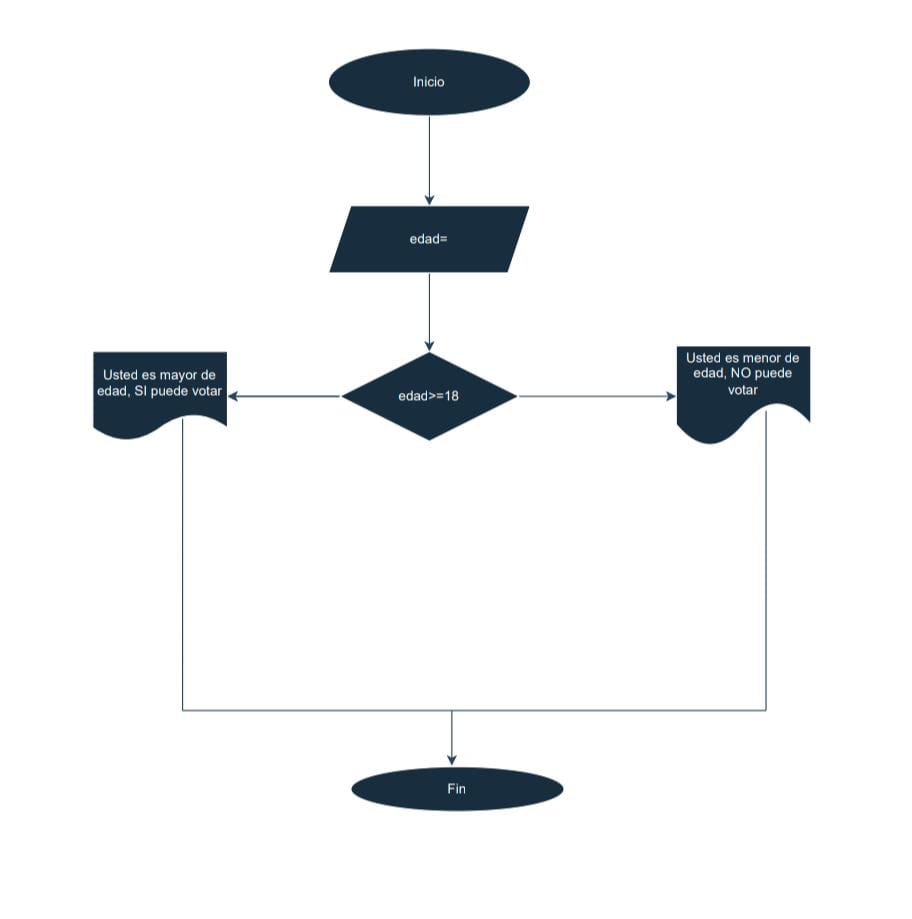 Inicio
edad=
Usted es mayor de
edad, SI puede votar
edad>=18
Usted es menor de
edad, NO puede
votar
Fin